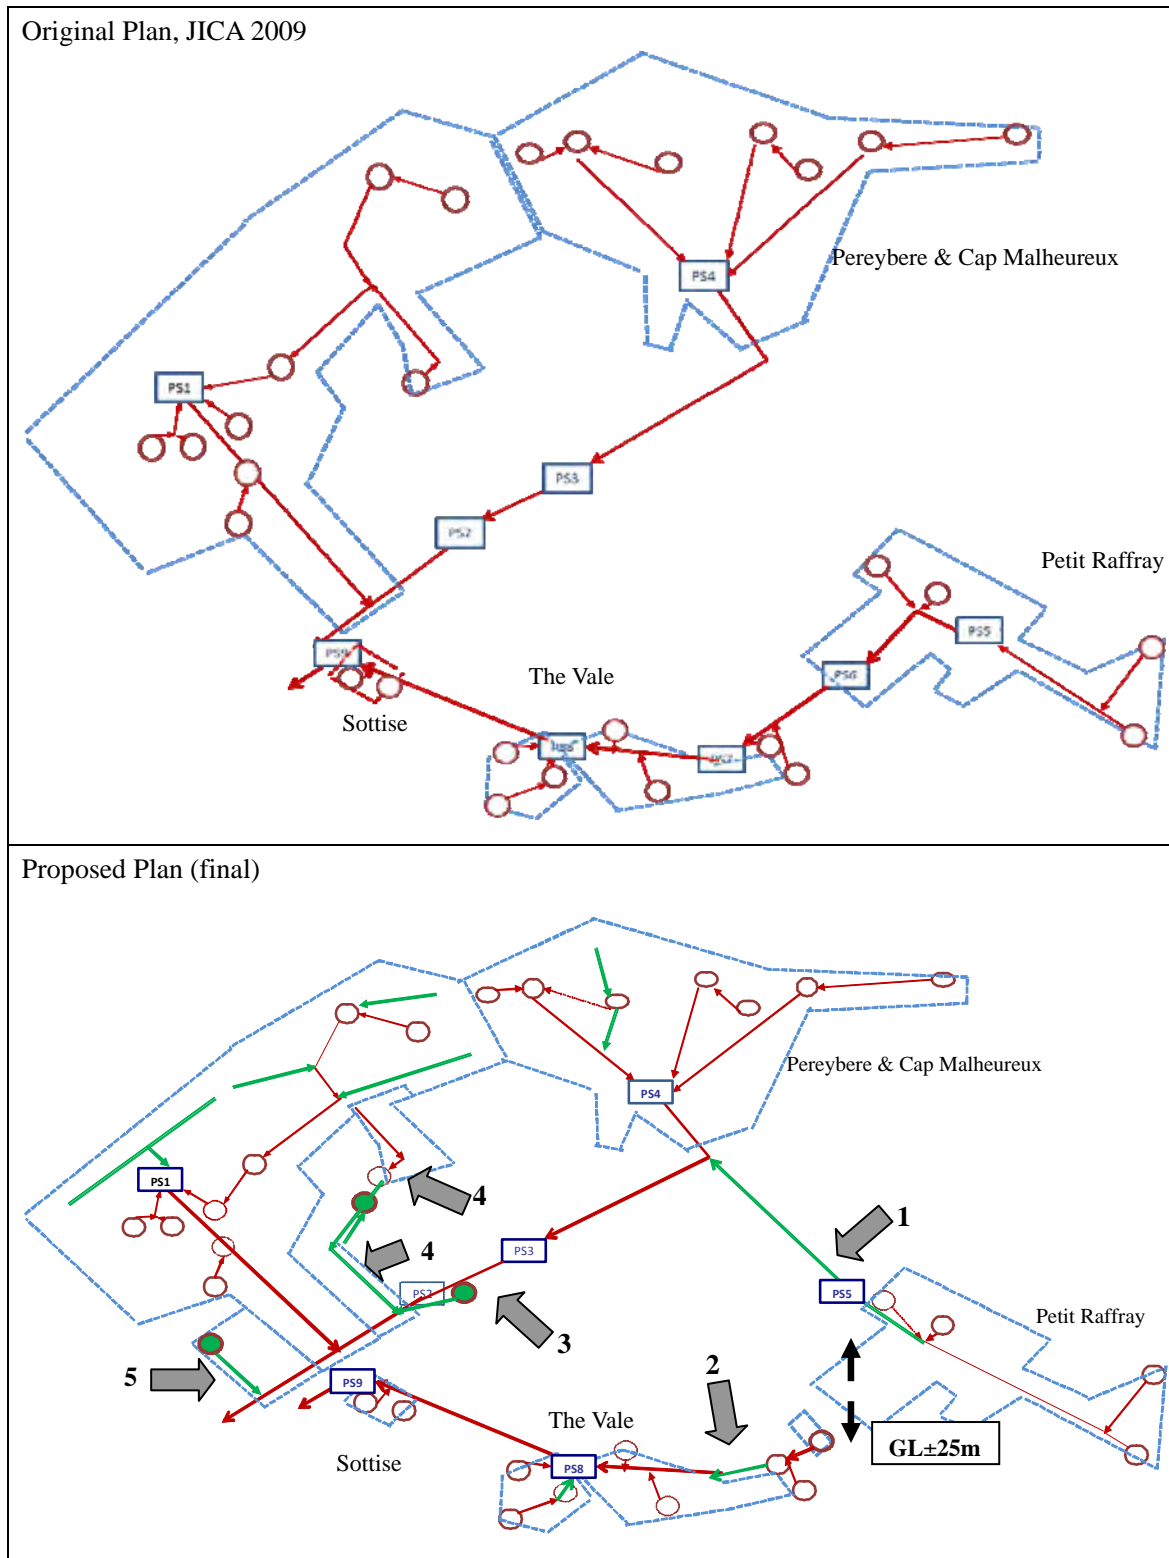 Original Plan, JICA 2009
Pereybere & Cap Malheureux
PS4
PS1
PS3
PS2
Petit Raffray
PS5
PS9
PS6
The Vale
Sottise
PS7
Proposed Plan (final)
Pereybere & Cap Malheureux
PS4
PS1
4
1
4
PS3
PS2
PS5
3
Petit Raffray
5
PS9
2
The Vale
GL±25m
Sottise
PS8